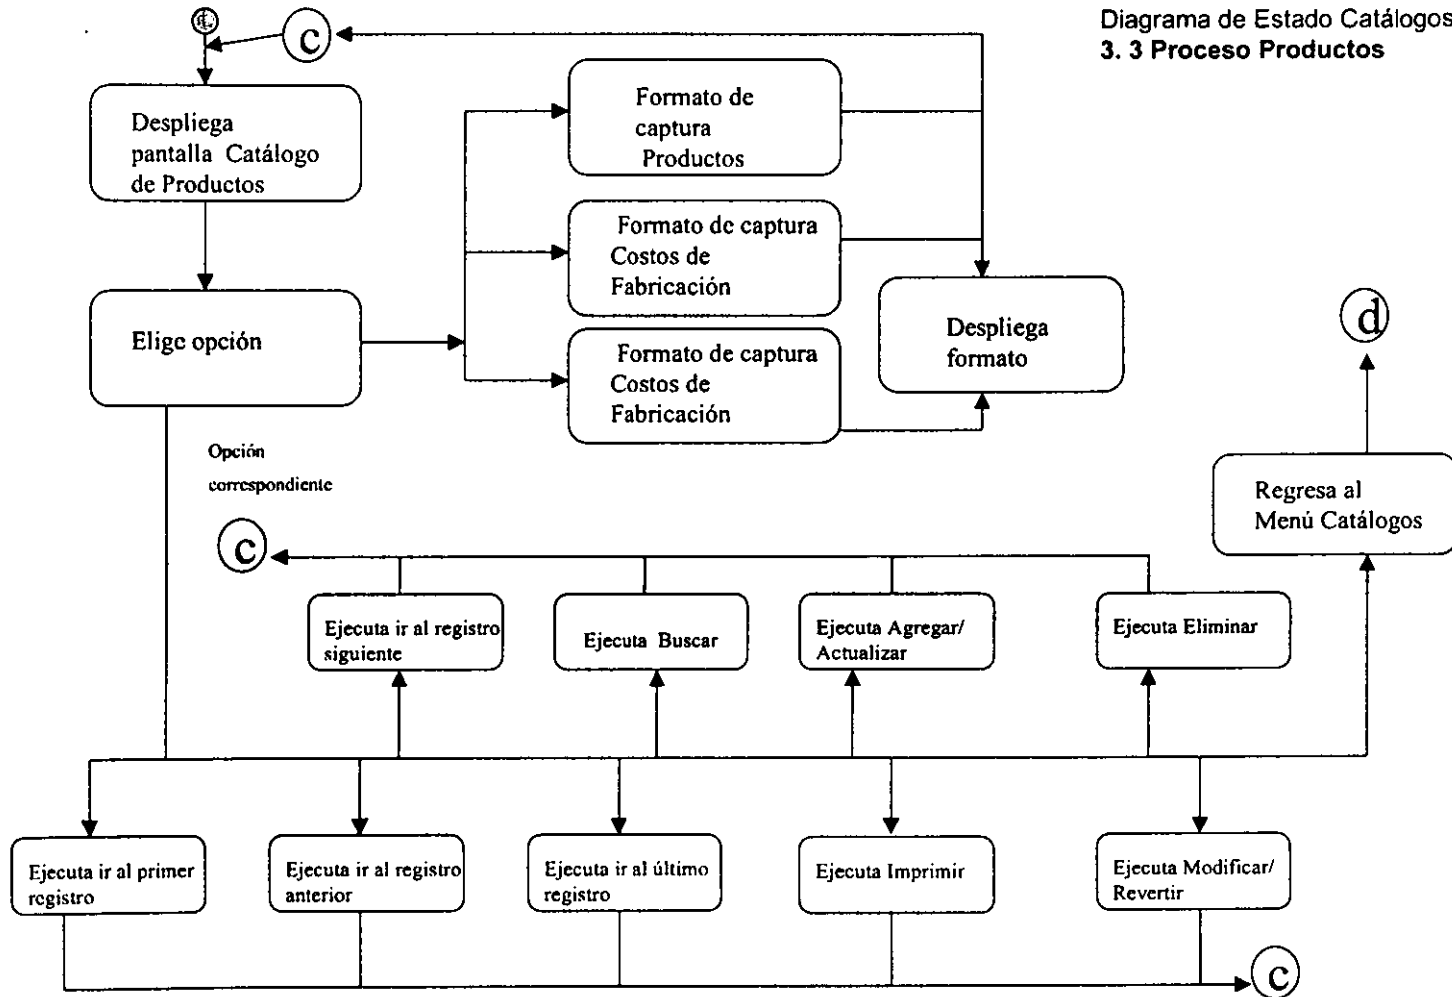 Diagrama de Estado Catálogos
3. 3 Proceso Productos
c
Despliega
pantalla Catálogo
de Productos
Formato de
captura
Productos
Formato de captura
Costos de
Fabricación
Elige opción
Formato de captura
Costos de
Fabricación
Despliega
formato
d
Opción
correspondiente
Regresa al
Menú Catálogos
c
Ejecuta ir al registro
siguiente
Ejecuta Buscar
Ejecuta Agregar/
Actualizar
Ejecuta Eliminar
Ejecuta ir al primer
registro
Ejecuta ir al registro
anterior
Ejecuta ir al último
registro
Ejecuta Imprimir
Ejecuta Modificar/
Revertir
c